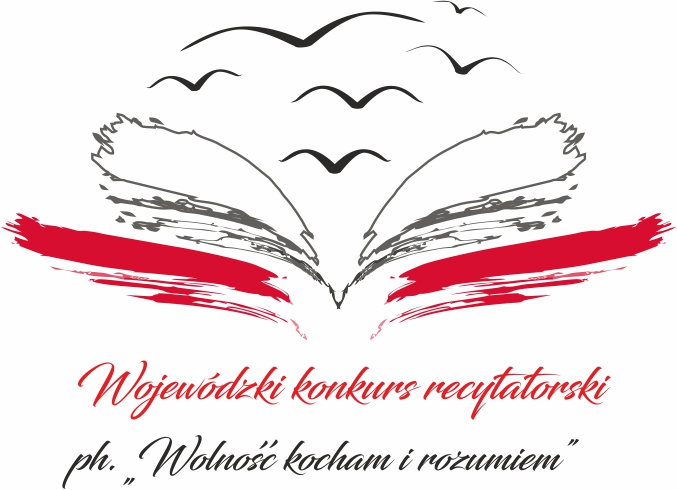 Wojewódzki konkurs recytatorski
ph. „Wolność kocham i rozumiem”